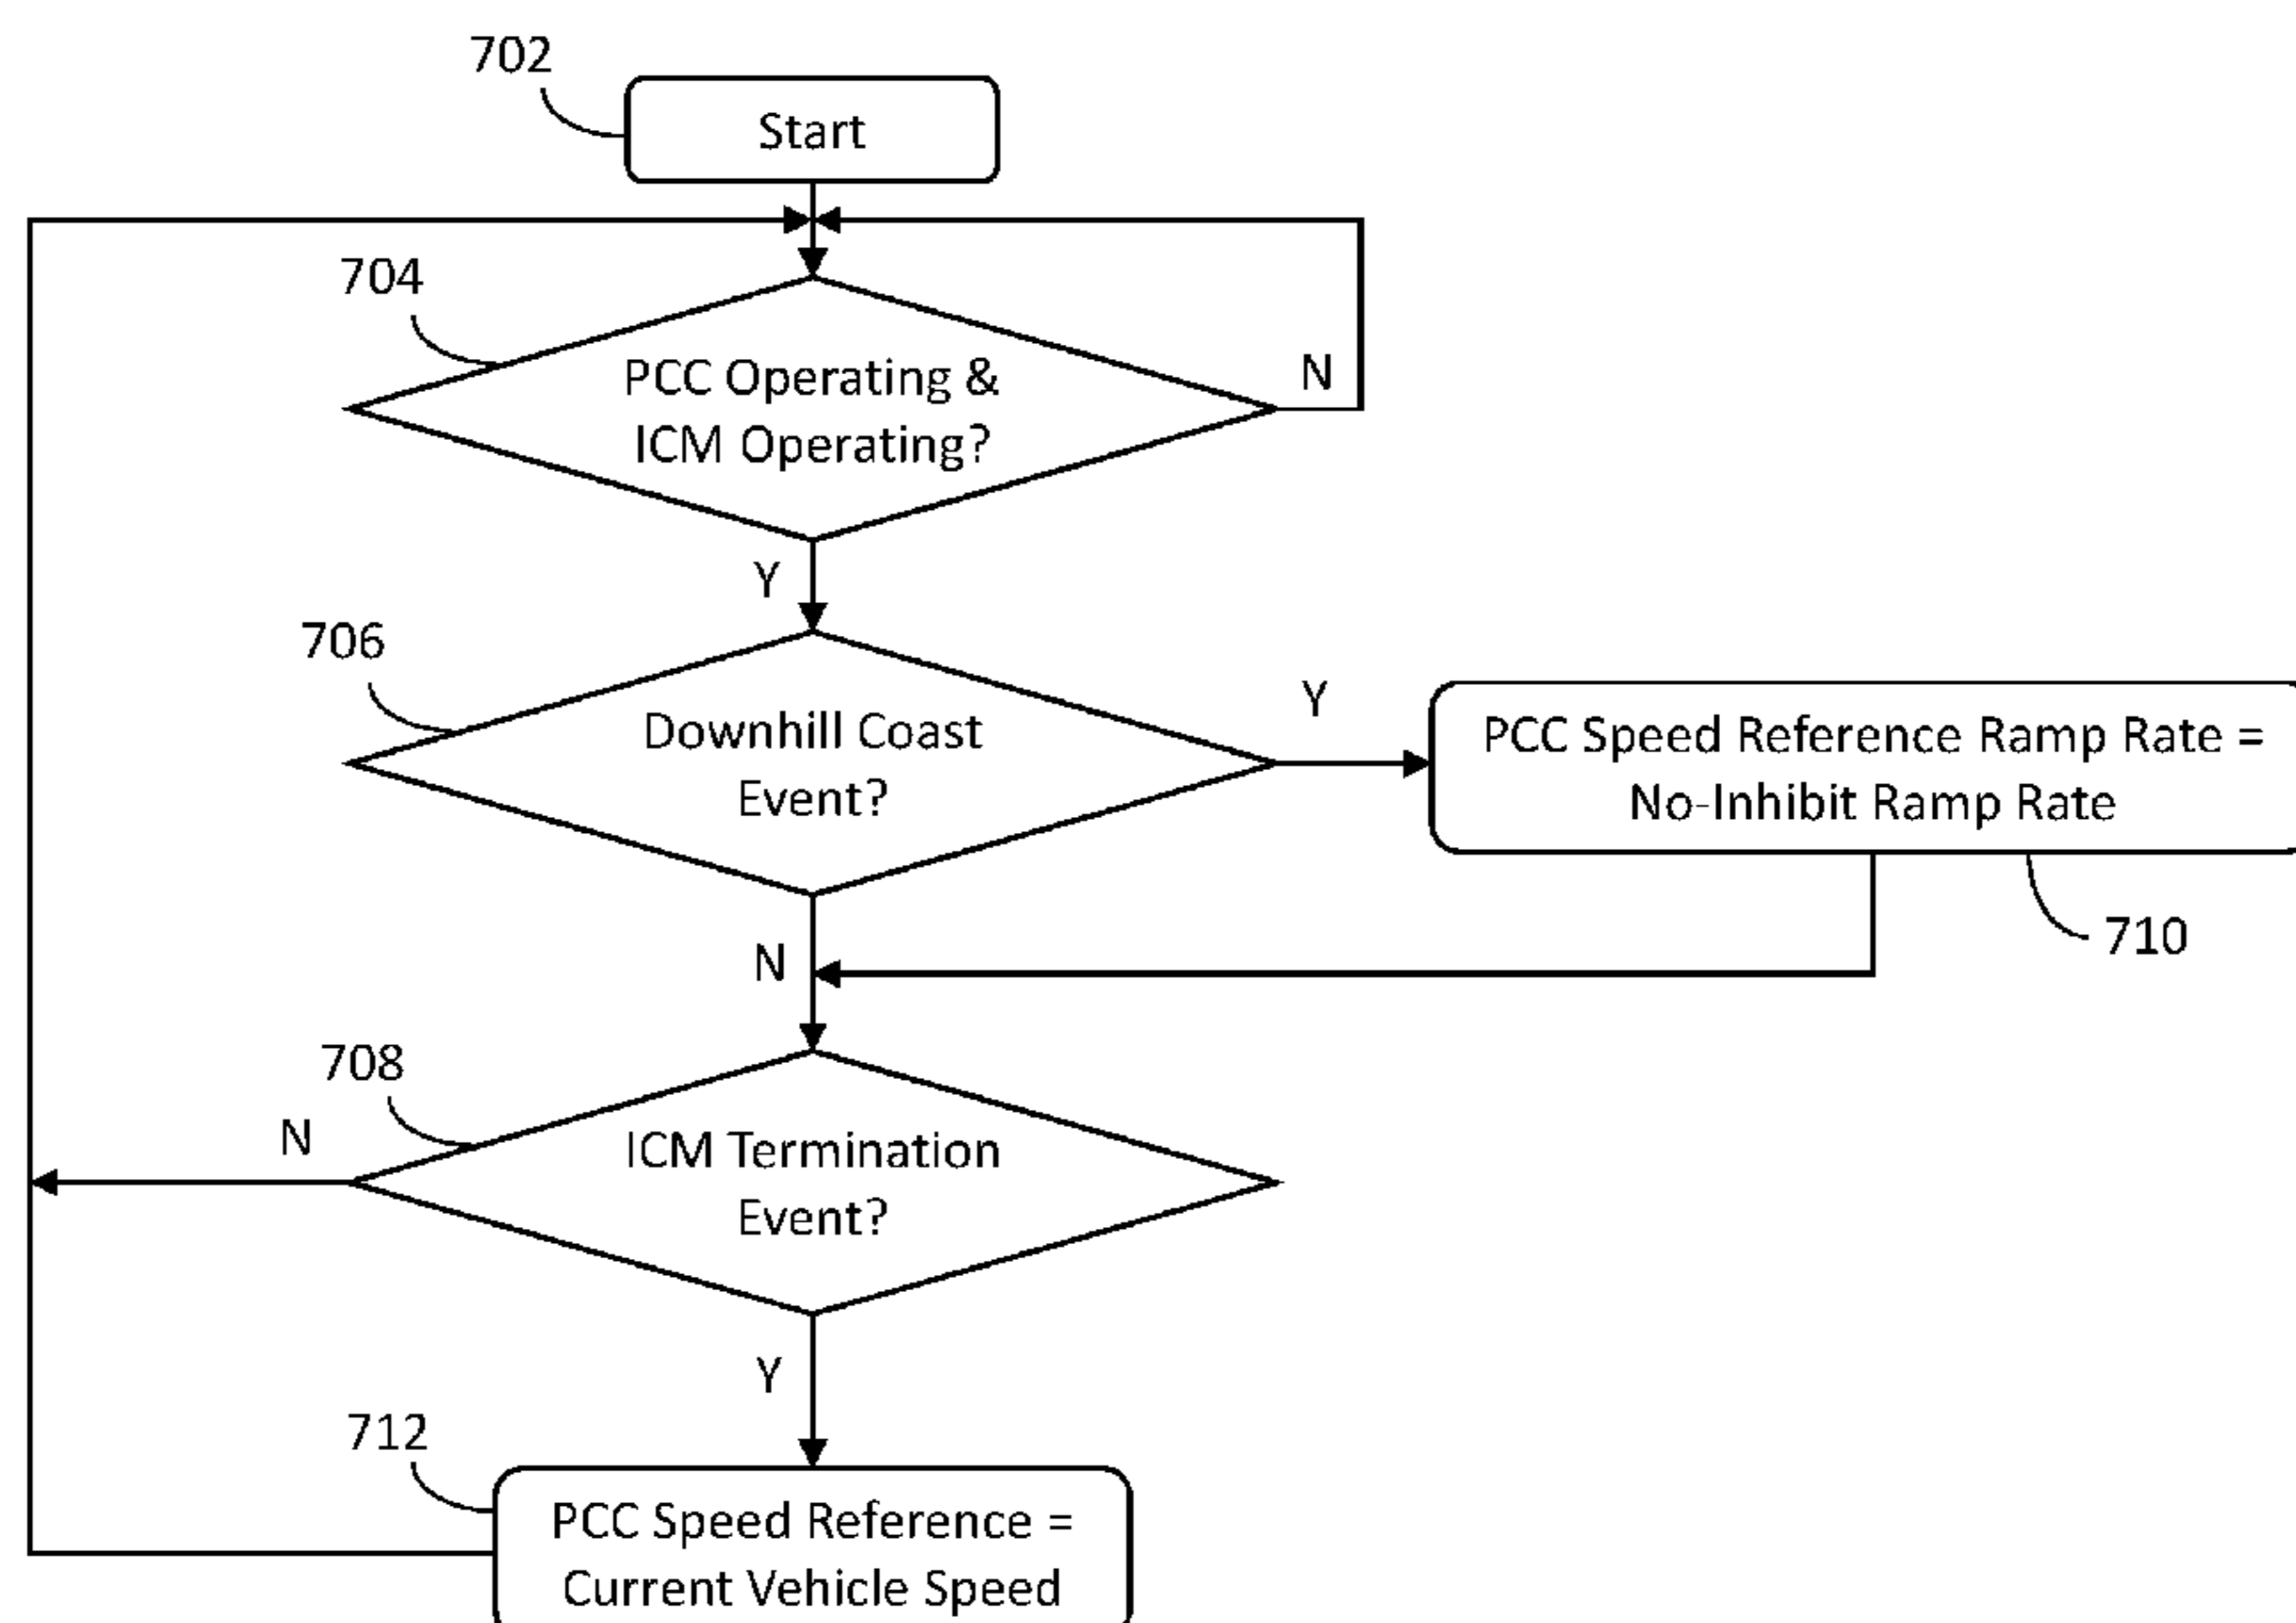 702
Start
704
PCC Operating &
ICM Operating?
N
Y
706
Downhill Coast
Event?
Y
PCC Speed Reference Ramp Rate =
No-Inhibit Ramp Rate
710
N
708
ICM Termination
Event?
N
Y
712
PCC Speed Reference =
Current Vehicle Speed